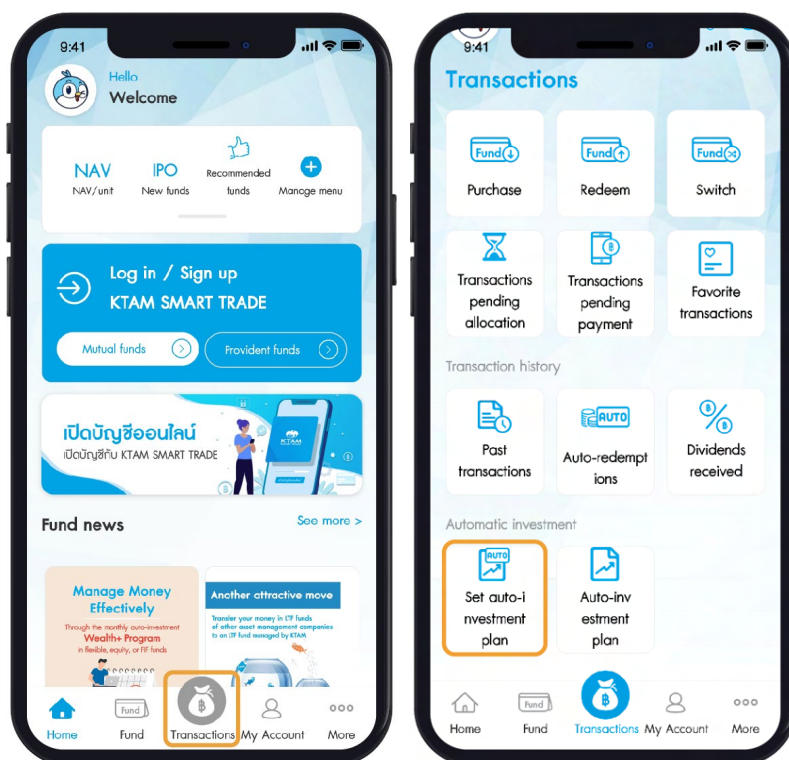 9:41
Hello
Welcome
NAV
NAV/unit
IPO
New funds
Recommended
funds
Manage menu
Log in / Sign up
KTAM SMART TRADE
Mutual funds
Provident funds
เปิดบัญชีออนไลน์
เปิดบัญชีกับ KTAM SMART TRADE
KTAM
Fund news
See more >
Manage Money
Effectively
Through the monthly auto-investment
Wealth+ Program
in flexible, equity, or FIF funds
Another attractive move
Transfer your money in LTF funds
of other asset management companies
to an LTF fund managed by KTAM
Home
Fund
Fund
฿
Transactions
My Account
More
9:41
Transactions
Fund
Purchase
Fund
Redeem
Fund
Switch
Transactions
pending
allocation
฿
Transactions
pending
payment
Favorite
transactions
Transaction history
Past
transactions
AUTO
Auto-redempt
ions
฿
฿
Dividends
received
Automatic investment
AUTO
Set auto-i
nvestment
plan
Auto-inv
estment
plan
Home
Fund
Fund
฿
Transactions
My Account
More